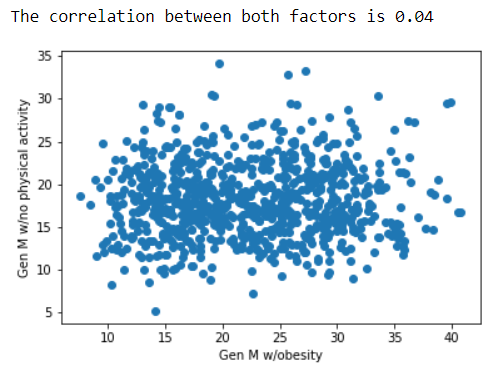 The correlation between both factors is 0.04
35
30
25
20
15
10
5
Gen M w/no physical activity
10 15 20 25 30 35 40
Gen M w/obesity